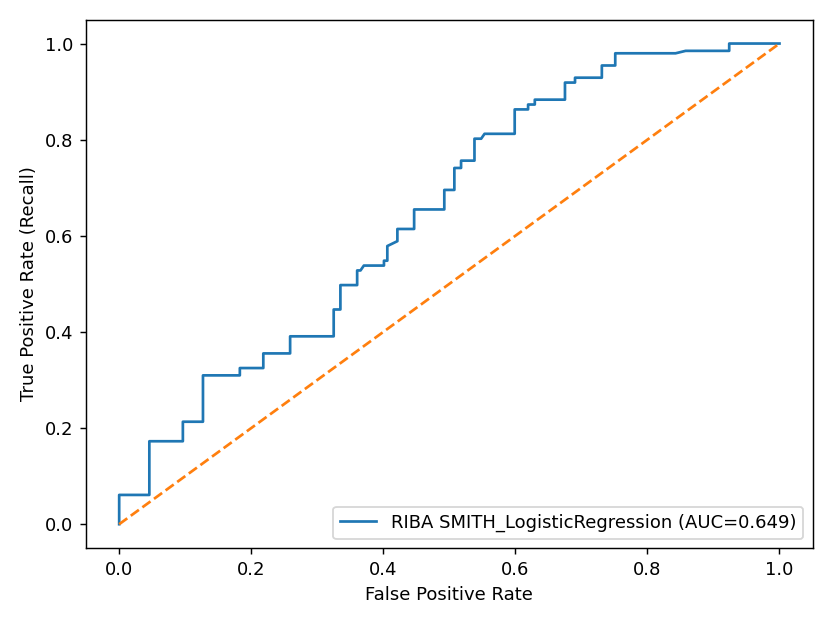 1.0
0.8
0.6
0.4
0.2
0.0
True Positive Rate (Recall)
RIBA SMITH_LogisticRegression (AUC=0.649)
0.0 0.2 0.4 0.6 0.8 1.0
False Positive Rate